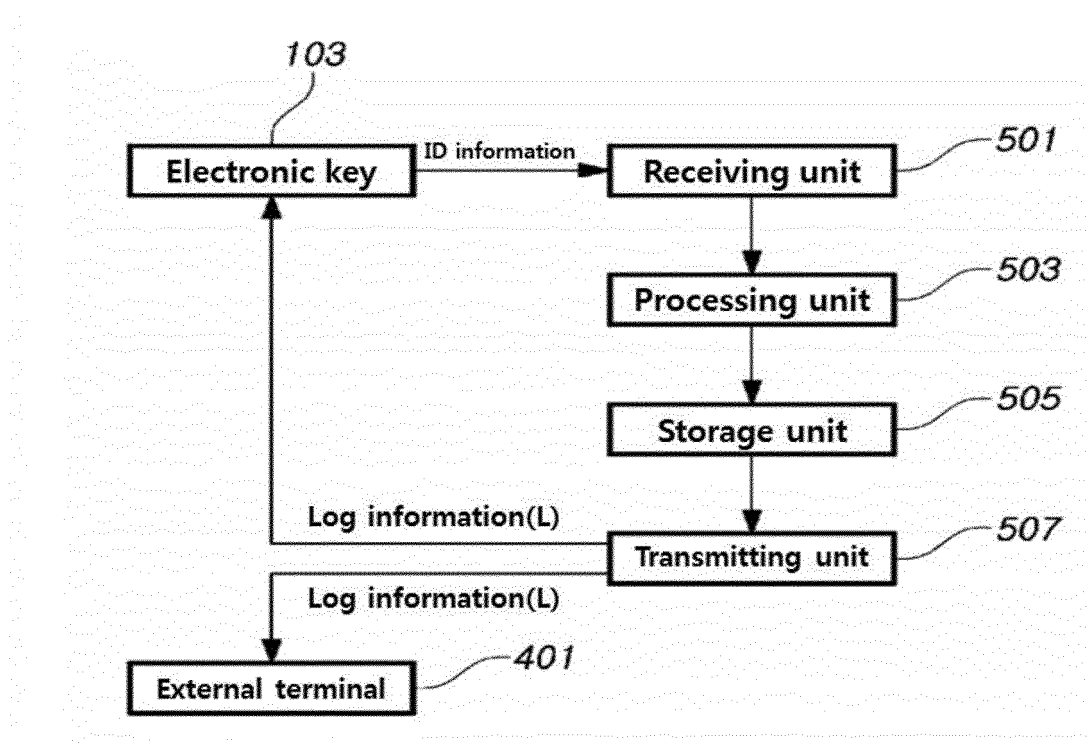 103
Electronic key
ID information
Receiving unit
501
Processing unit
503
Storage unit
505
Log information(L)
Transmitting unit
507
Log information(L)
External terminal
401